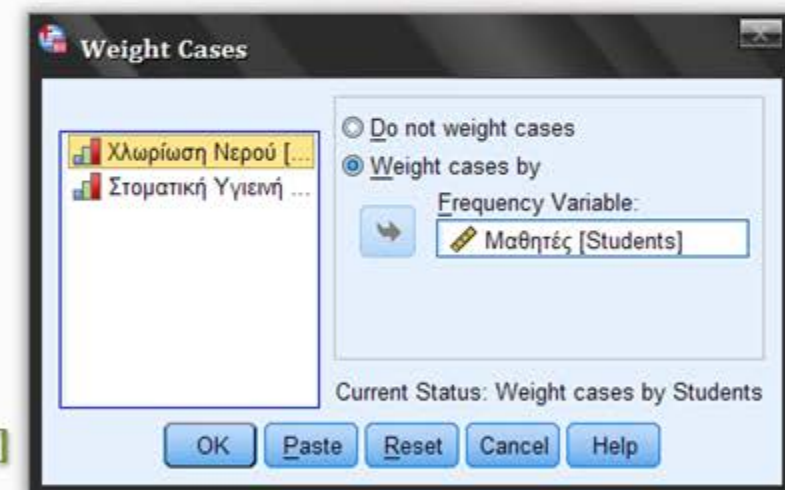 Weight Cases
Χλωρίωση Νερού [...
Στοματική Υγιεινή ...
Do not weight cases
Weight cases by
Frequency Variable:
Μαθητές [Students]
Current Status: Weight cases by Students
]
OK Paste Reset Cancel Help